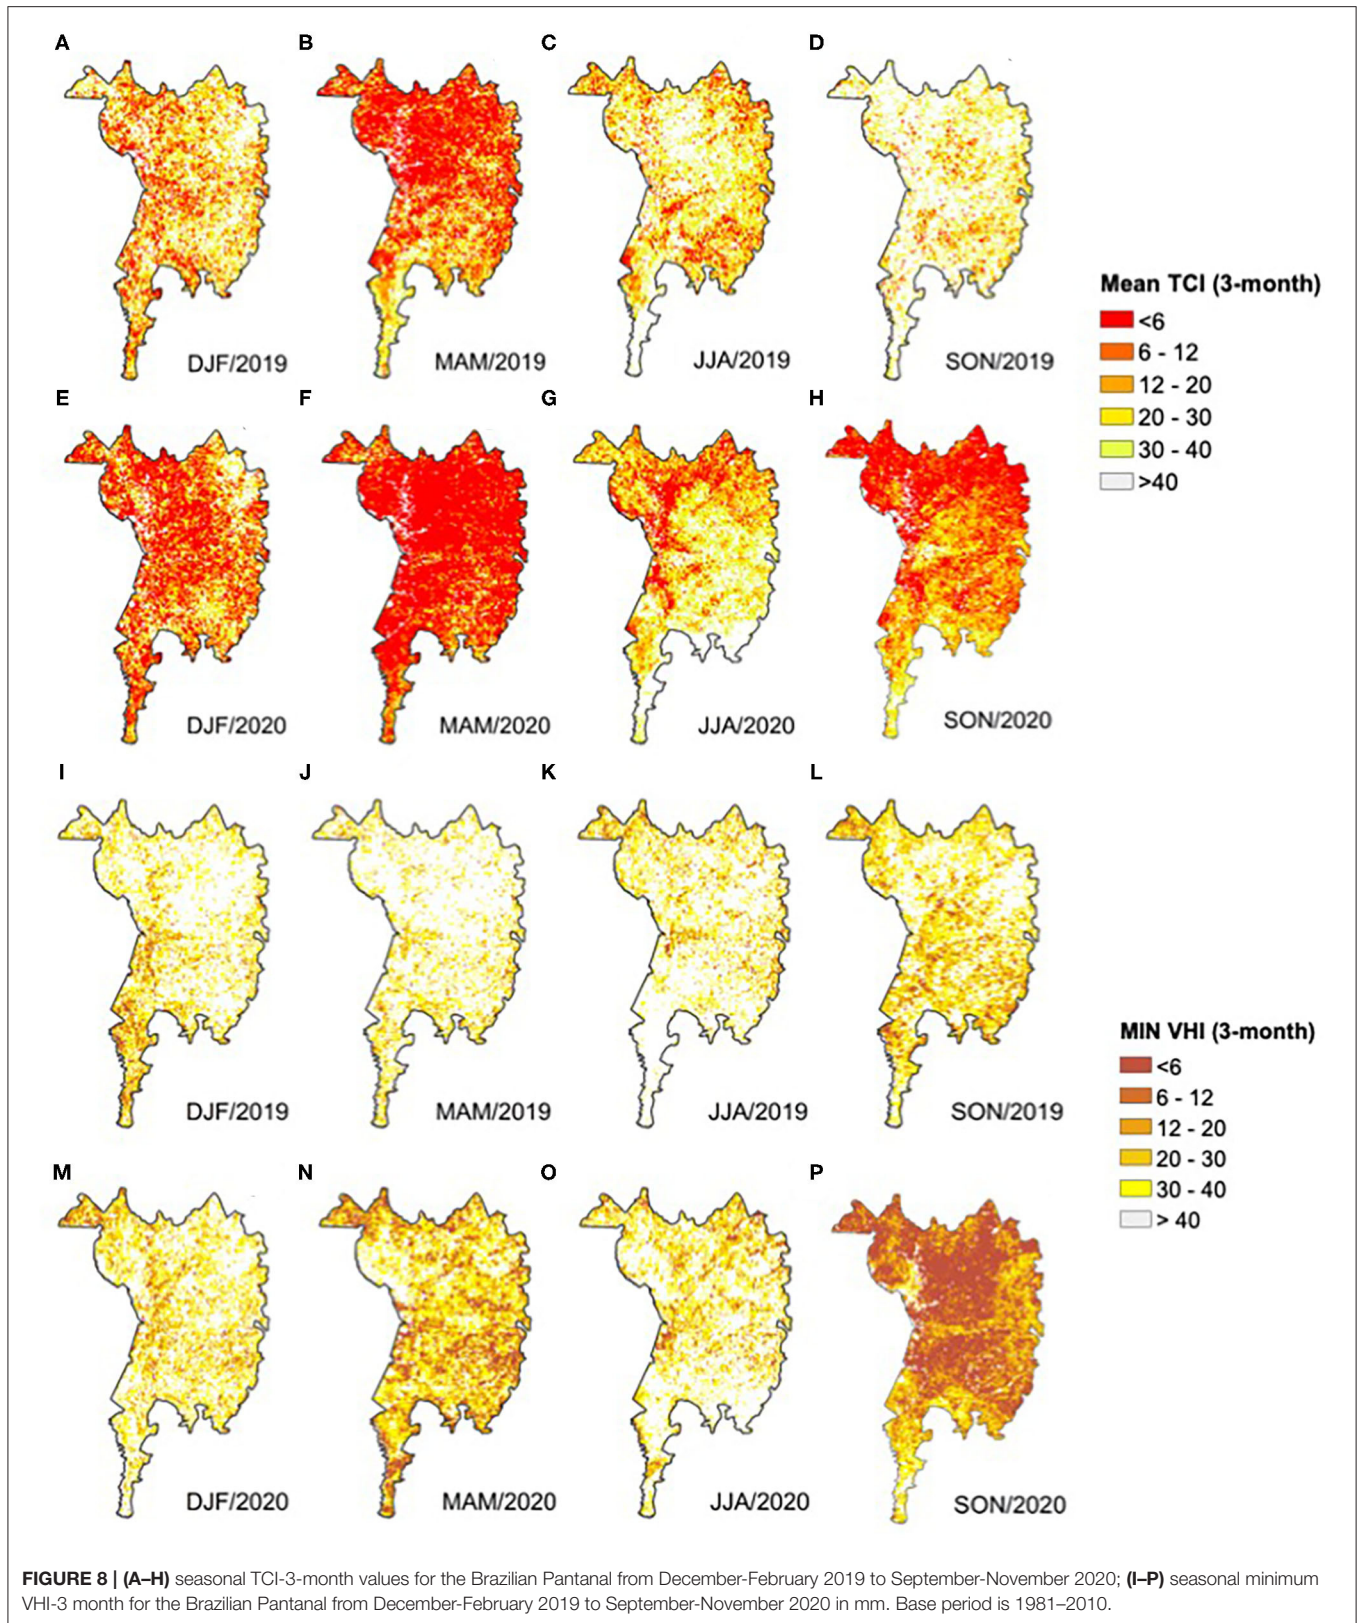 A
B
C
D
DJF/2019
MAM/2019
JJA/2019
SON/2019
Mean TCI (3-month)
<6
6 - 12
12 - 20
20 - 30
30 - 40
>40
E
F
G
H
DJF/2020
MAM/2020
JJA/2020
SON/2020
I
J
K
L
DJF/2019
MAM/2019
JJA/2019
SON/2019
MIN VHI (3-month)
<6
6 - 12
12 - 20
20 - 30
30 - 40
> 40
M
N
O
P
DJF/2020
MAM/2020
JJA/2020
SON/2020
FIGURE 8 | (A–H) seasonal TCI-3-month values for the Brazilian Pantanal from December-February 2019 to September-November 2020; (I–P) seasonal minimum
VHI-3 month for the Brazilian Pantanal from December-February 2019 to September-November 2020 in mm. Base period is 1981–2010.